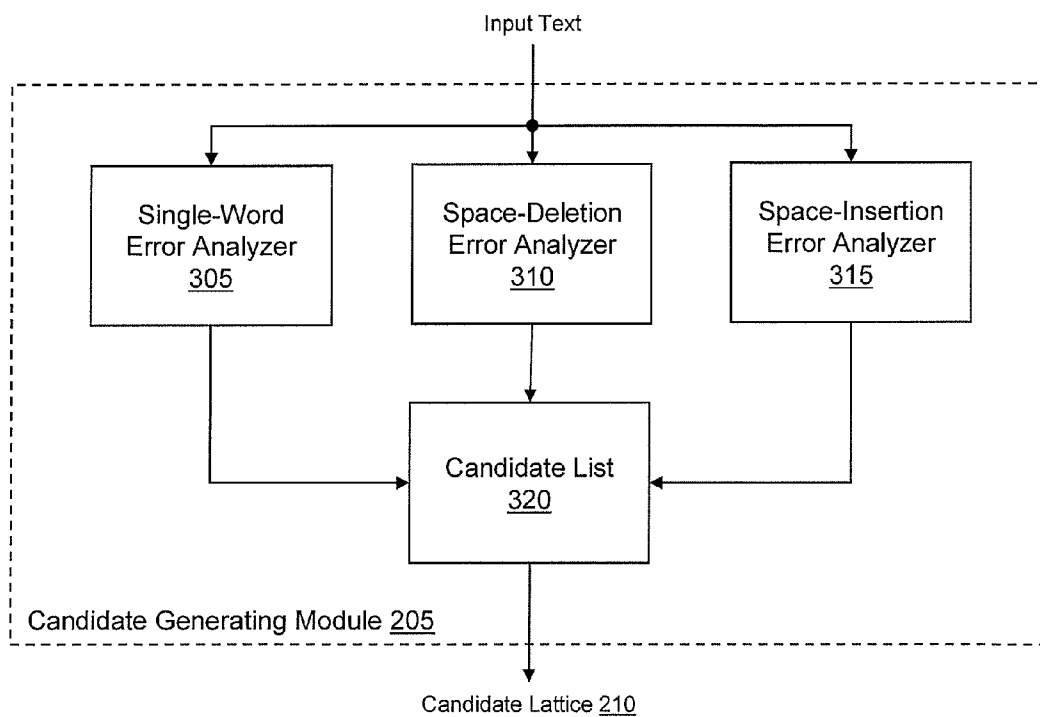 Input Text
Single-Word
Error Analyzer
305
Space-Deletion
Error Analyzer
310
Space-Insertion
Error Analyzer
315
Candidate List
320
Candidate Generating Module 205
Candidate Lattice 210